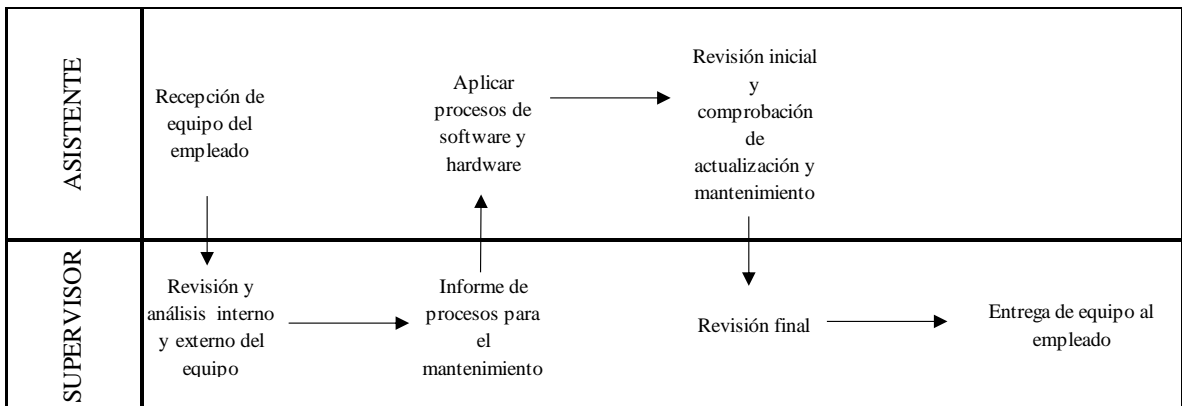 ASISTENTE
Recepción de
equipo del
empleado
Aplicar
procesos de
software y
hardware
Revisión inicial
y
comprobación
de
actualización y
mantenimiento
SUPERVISOR
Revisión y
análisis interno
y externo del
equipo
Informe de
procesos para
el
mantenimiento
Revisión final
Entrega de equipo al
empleado